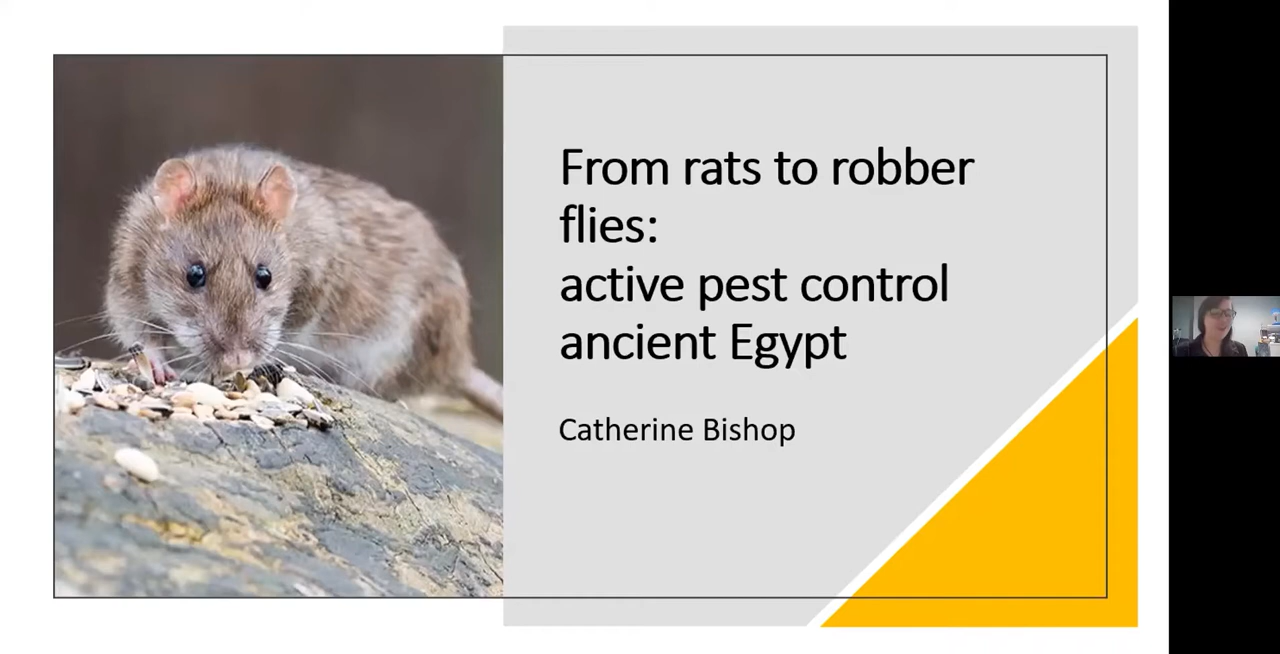 From rats to robber
flies:
active pest control
ancient Egypt
Catherine Bishop